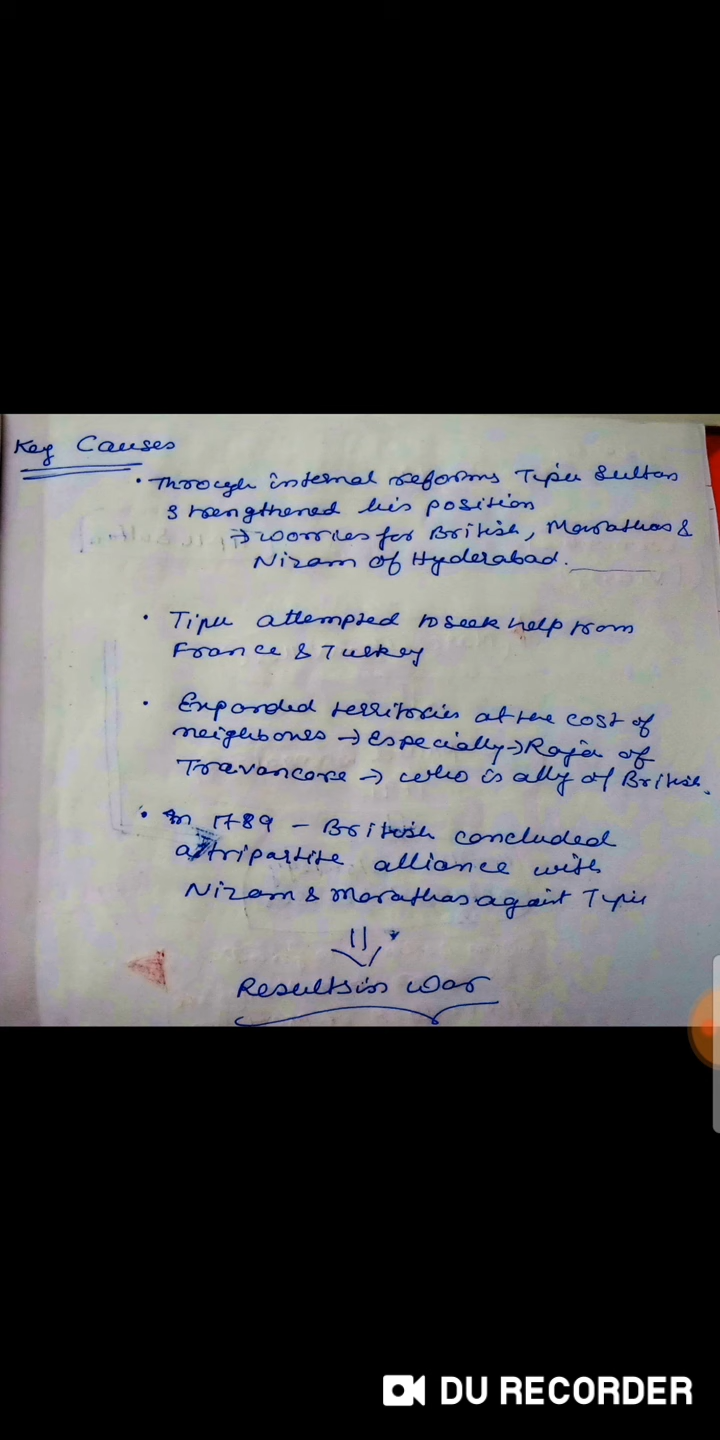 Key Causes
• Through internal reforms Tipu Sultan
strengthened his position
→ worries for British, Marathas &
Nizam of Hyderabad.
• Tipu attempted to seek help from
France & Turkey
• Expanded territories at the cost of
neighbones → especially → Raja of
Travancore → who is ally of British.
• In 1789 - British concluded
a tripartite alliance with
Nizam & Marathas againt Tipu
⇓
Results in war
DU RECORDER